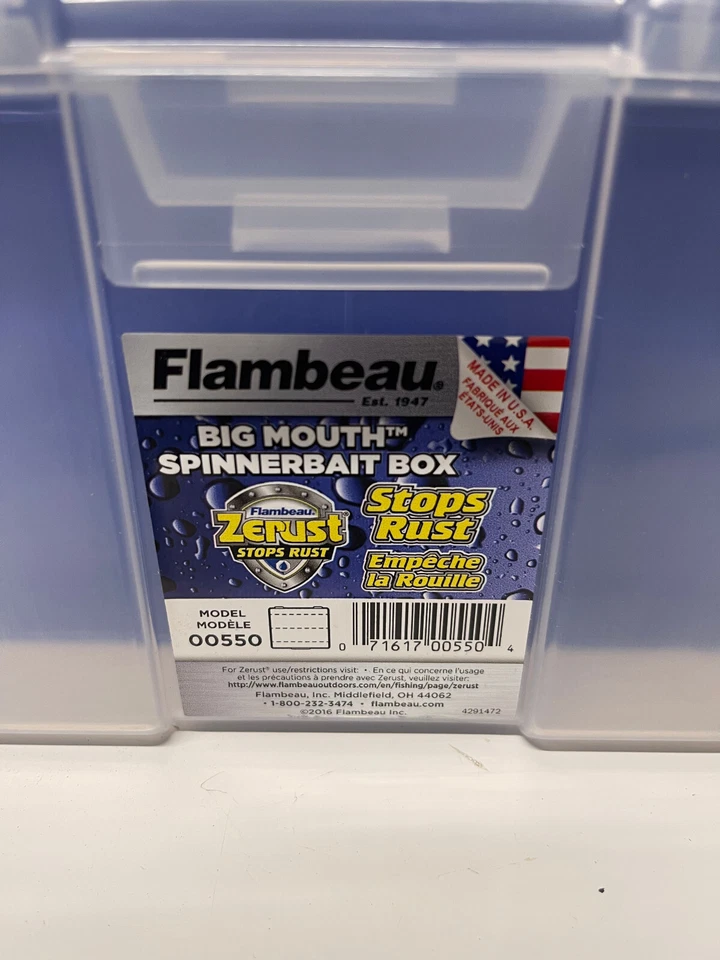 Flambeau®
Est. 1947
MADE IN U.S.A.
FABRIQUÉ AUX
ÉTATS-UNIS
BIG MOUTH™
SPINNERBAIT BOX
Flambeau®
Zerust®
STOPS RUST
Stops
Rust
Empêche
la Rouille
MODEL
MODÈLE
00550
0 71617 00550 4
For Zerust® use/restrictions visit: • En ce qui concerne l'usage
et les précautions à prendre avec Zerust, veuillez visiter:
http://www.flambeauoutdoors.com/en/fishing/page/zerust
Flambeau, Inc. Middlefield, OH 44062
• 1-800-232-3474 • flambeau.com
©2016 Flambeau Inc.
4291472